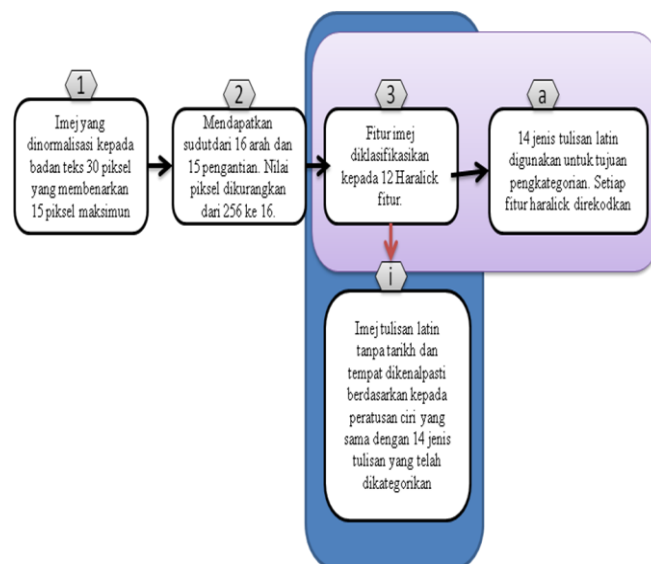 1
Imej yang
dinormalisasi kepada
badan teks 30 piksel
yang membenarkan
15 piksel maksimun
2
Mendapatkan
sudutdari 16 arah dan
15 pengantian. Nilai
piksel dikurangkan
dari 256 ke 16.
3
Fitur imej
diklasifikasikan
kepada 12 Haralick
fitur.
a
14 jenis tulisan latin
digunakan untuk tujuan
pengkategorian. Setiap
fitur haralick direkodkan
i
Imej tulisan latin
tanpa tarikh dan
tempat dikenalpasti
berdasarkan kepada
peratusan ciri yang
sama dengan 14 jenis
tulisan yang telah
dikategorikan